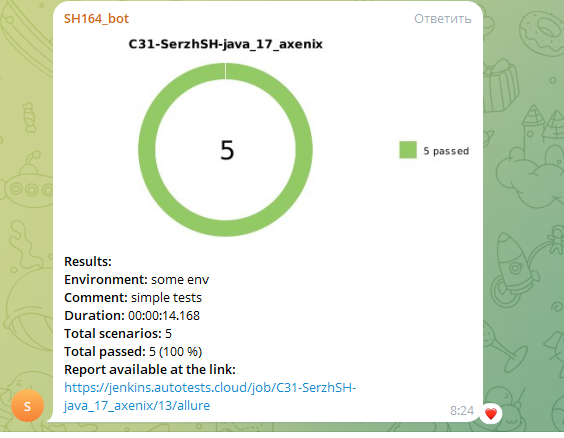 SH164_bot
Ответить
C31-SerzhSH-java_17_axenix
5
5 passed
Results:
Environment: some env
Comment: simple tests
Duration: 00:00:14.168
Total scenarios: 5
Total passed: 5 (100 %)
Report available at the link:
https://jenkins.autotests.cloud/job/C31-SerzhSH-
java_17_axenix/13/allure
8:24
S